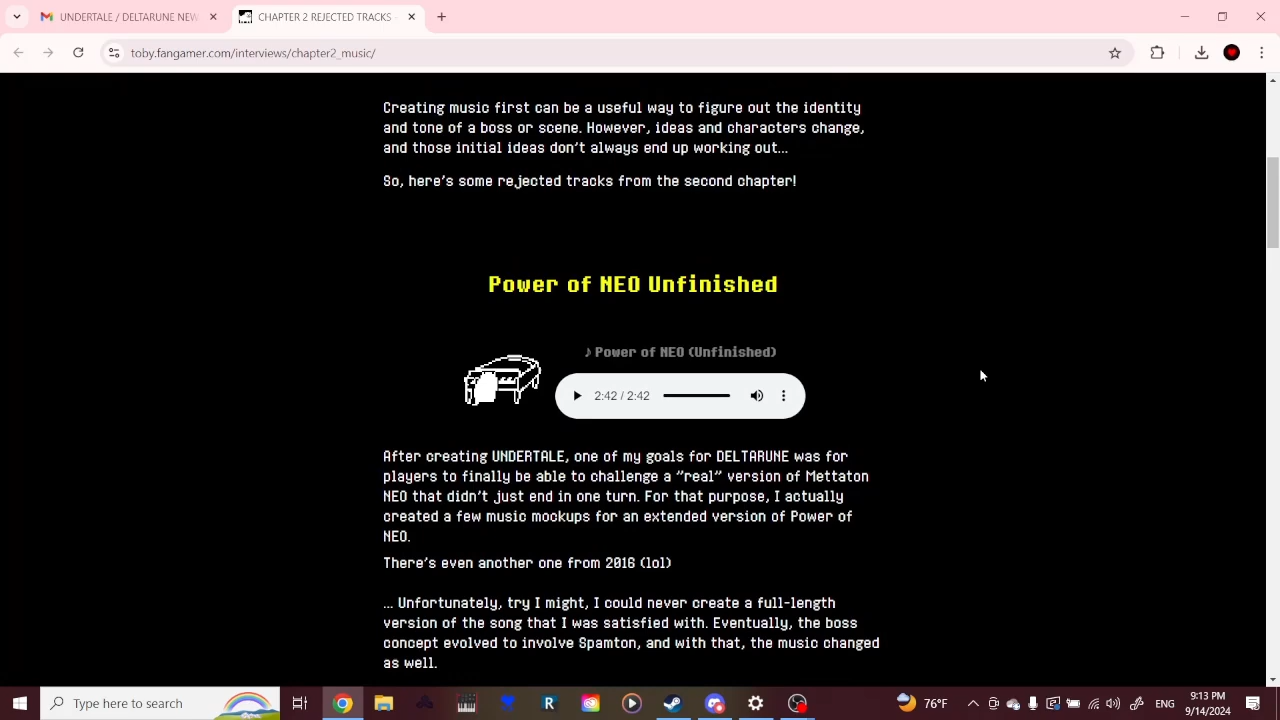 UNDERTALE / DELTARUNE NEW
CHAPTER 2 REJECTED TRACKS -
toby.fangamer.com/interviews/chapter2_music/
Creating music first can be a useful way to figure out the identity
and tone of a boss or scene. However, ideas and characters change,
and those initial ideas don't always end up working out...
So, here's some rejected tracks from the second chapter!
Power of NEO Unfinished
♪ Power of NEO (Unfinished)
2:42 / 2:42
After creating UNDERTALE, one of my goals for DELTARUNE was for
players to finally be able to challenge a "real" version of Mettaton
NEO that didn't just end in one turn. For that purpose, I actually
created a few music mockups for an extended version of Power of
NEO.
There's even another one from 2016 (lol)
... Unfortunately, try I might, I could never create a full-length
version of the song that I was satisfied with. Eventually, the boss
concept evolved to involve Spamton, and with that, the music changed
as well.
Type here to search
R
76°F
ENG
9:13 PM
9/14/2024